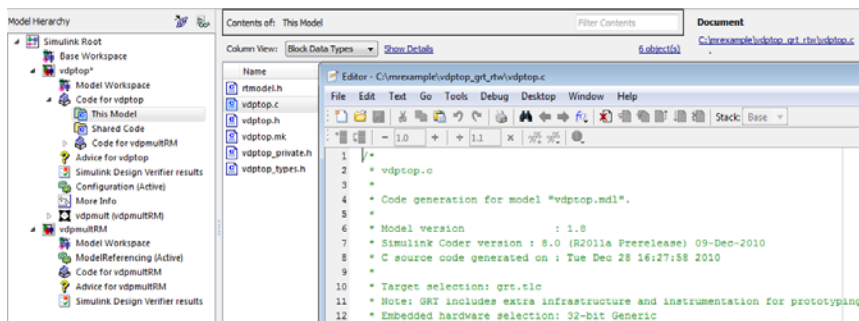 Model Hierarchy
Contents of: This Model
Filter Contents
Document
Simulink Root
Base Workspace
vdptop*
Model Workspace
Code for vdptop
This Model
Shared Code
Code for vdpmultRM
Advice for vdptop
Simulink Design Verifier results
Configuration (Active)
More Info
vdpmult (vdpmultRM)
vdpmultRM
Model Workspace
ModelReferencing (Active)
Code for vdpmultRM
Advice for vdpmultRM
Simulink Design Verifier results
Column View: Block Data Types Show Details 6 object(s)
Name
rtmodel.h
vdptop.c
vdptop.h
vdptop.mk
vdptop_private.h
vdptop_types.h
C:\mrexample\vdptop_grt_rtw\vdptop.c
Editor - C:\mrexample\vdptop_grt_rtw\vdptop.c
File Edit Text Go Tools Debug Desktop Window Help
Stack: Base
- 1.0 + ÷ 1.1 ×
1 /*
2 * vdptop.c
3 *
4 * Code generation for model "vdptop.mdl".
5 *
6 * Model version : 1.8
7 * Simulink Coder version : 8.0 (R2011a Prerelease) 09-Dec-2010
8 * C source code generated on : Tue Dec 28 16:27:58 2010
9 *
10 * Target selection: grt.tlc
11 * Note: GRT includes extra infrastructure and instrumentation for prototyping
12 * Embedded hardware selection: 32-bit Generic